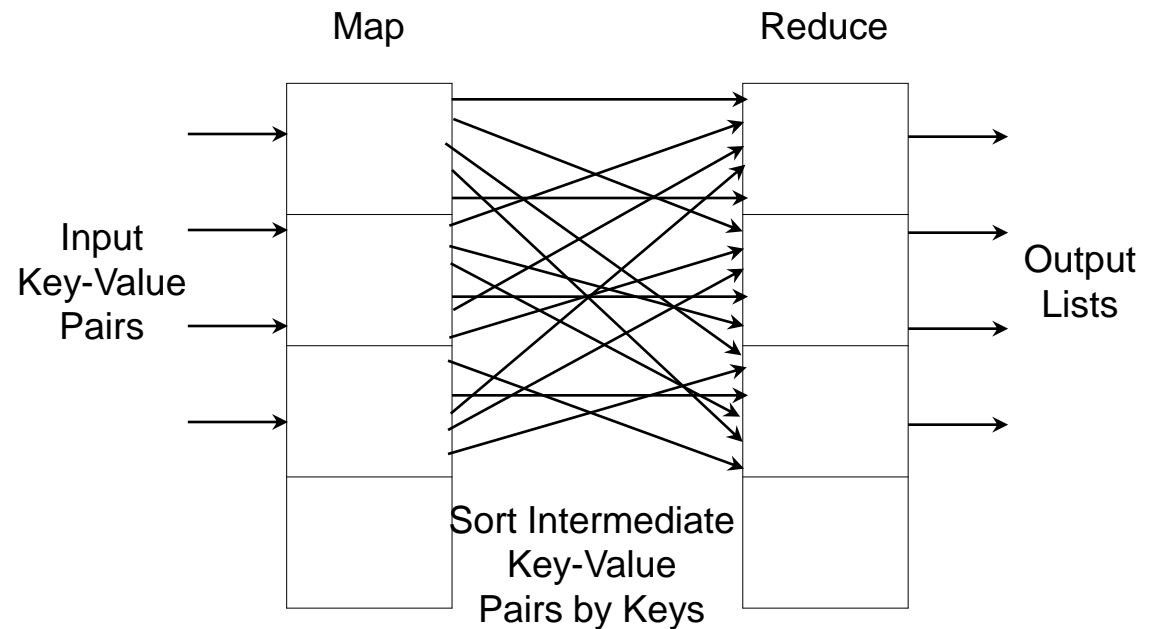 Map
Reduce
Input
Key-Value
Pairs
Output
Lists
Sort Intermediate
Key-Value
Pairs by Keys